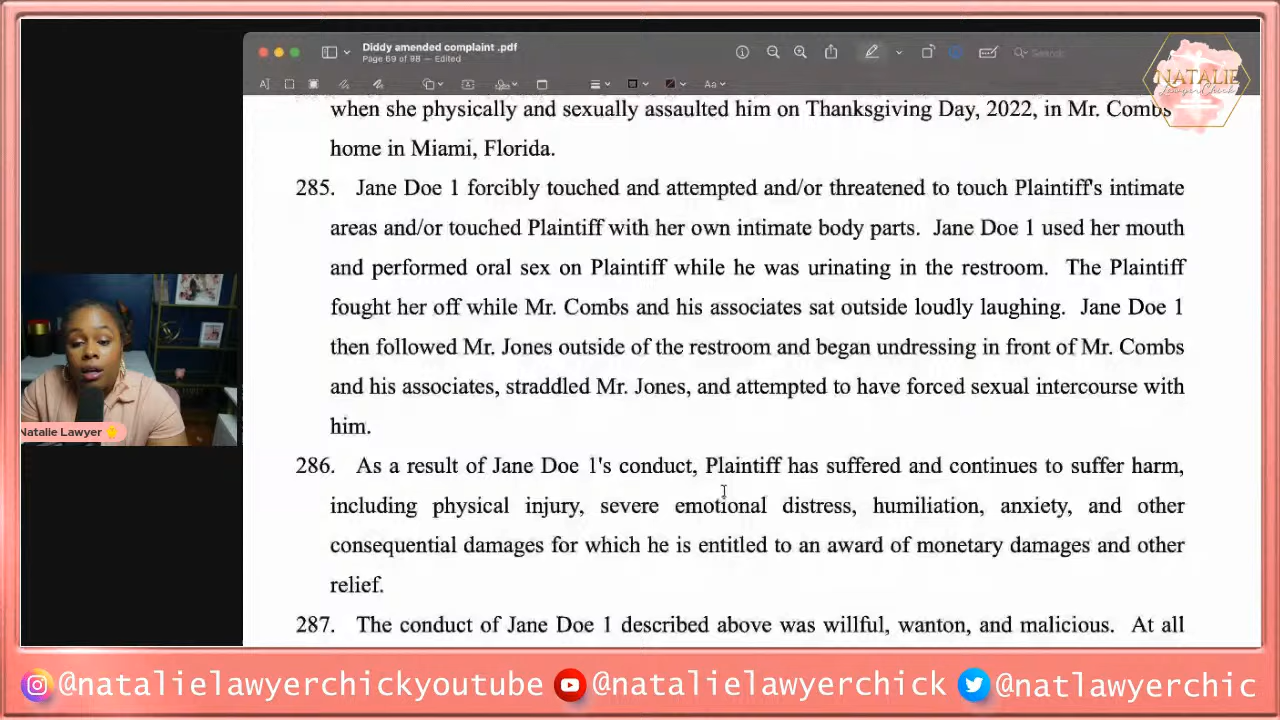 Diddy amended complaint .pdf
Page 69 of 98 — Edited
Search
NATALIE
LawyerChick
when she physically and sexually assaulted him on Thanksgiving Day, 2022, in Mr. Combs'
home in Miami, Florida.
285. Jane Doe 1 forcibly touched and attempted and/or threatened to touch Plaintiff's intimate
areas and/or touched Plaintiff with her own intimate body parts. Jane Doe 1 used her mouth
and performed oral sex on Plaintiff while he was urinating in the restroom. The Plaintiff
fought her off while Mr. Combs and his associates sat outside loudly laughing. Jane Doe 1
then followed Mr. Jones outside of the restroom and began undressing in front of Mr. Combs
and his associates, straddled Mr. Jones, and attempted to have forced sexual intercourse with
him.
286. As a result of Jane Doe 1's conduct, Plaintiff has suffered and continues to suffer harm,
including physical injury, severe emotional distress, humiliation, anxiety, and other
consequential damages for which he is entitled to an award of monetary damages and other
relief.
287. The conduct of Jane Doe 1 described above was willful, wanton, and malicious. At all
Natalie Lawyer
@natalielawyerchickyoutube @natalielawyerchick @natlawyerchic